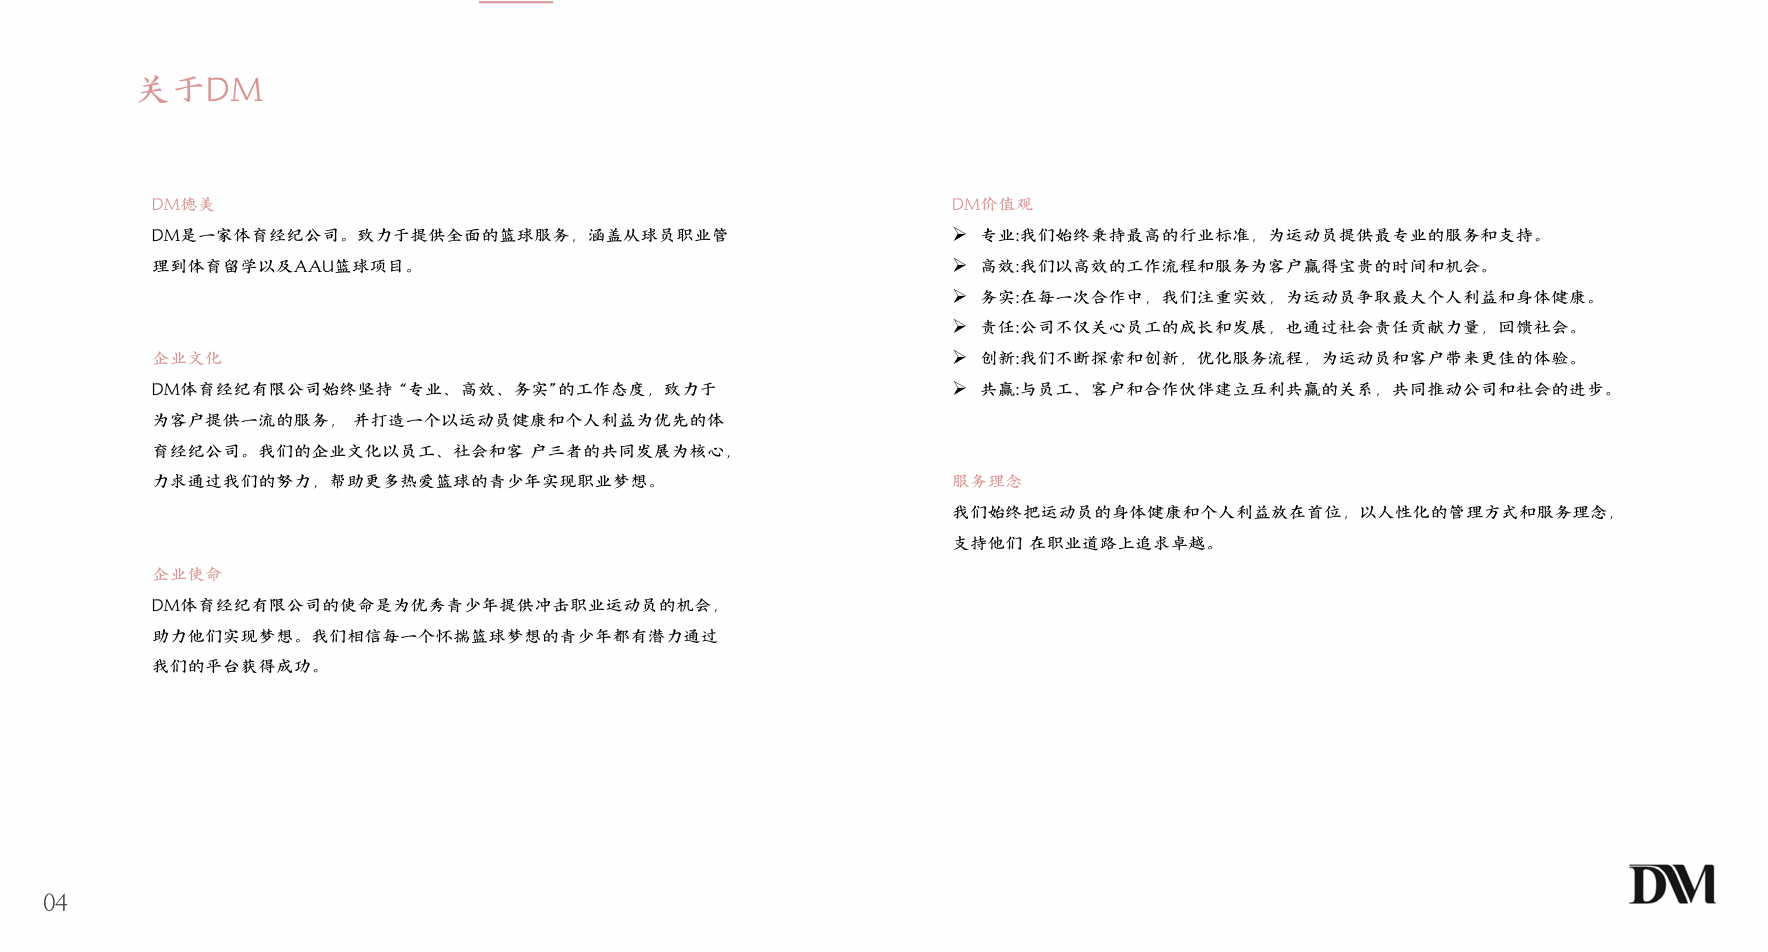 关于DM
DM德美
DM是一家体育经纪公司。致力于提供全面的篮球服务，涵盖从球员职业管
理到体育留学以及AAU篮球项目。
企业文化
DM体育经纪有限公司始终坚持 “专业、高效、务实”的工作态度，致力于
为客户提供一流的服务， 并打造一个以运动员健康和个人利益为优先的体
育经纪公司。我们的企业文化以员工、社会和客 户三者的共同发展为核心，
力求通过我们的努力，帮助更多热爱篮球的青少年实现职业梦想。
企业使命
DM体育经纪有限公司的使命是为优秀青少年提供冲击职业运动员的机会，
助力他们实现梦想。我们相信每一个怀揣篮球梦想的青少年都有潜力通过
我们的平台获得成功。
DM价值观
➢ 专业:我们始终秉持最高的行业标准，为运动员提供最专业的服务和支持。
➢ 高效:我们以高效的工作流程和服务为客户赢得宝贵的时间和机会。
➢ 务实:在每一次合作中，我们注重实效，为运动员争取最大个人利益和身体健康。
➢ 责任:公司不仅关心员工的成长和发展，也通过社会责任贡献力量，回馈社会。
➢ 创新:我们不断探索和创新，优化服务流程，为运动员和客户带来更佳的体验。
➢ 共赢:与员工、客户和合作伙伴建立互利共赢的关系，共同推动公司和社会的进步。
服务理念
我们始终把运动员的身体健康和个人利益放在首位，以人性化的管理方式和服务理念，
支持他们 在职业道路上追求卓越。
04
DM